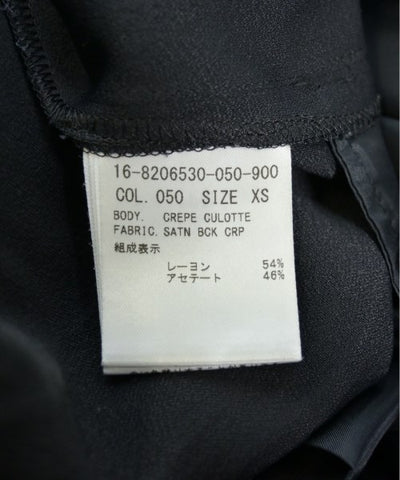 16-8206530-050-900
COL. 050 SIZE XS
BODY. CREPE CULOTTE
FABRIC. SATN BCK CRP
組成表示
レーヨン 54%
アセテート 46%